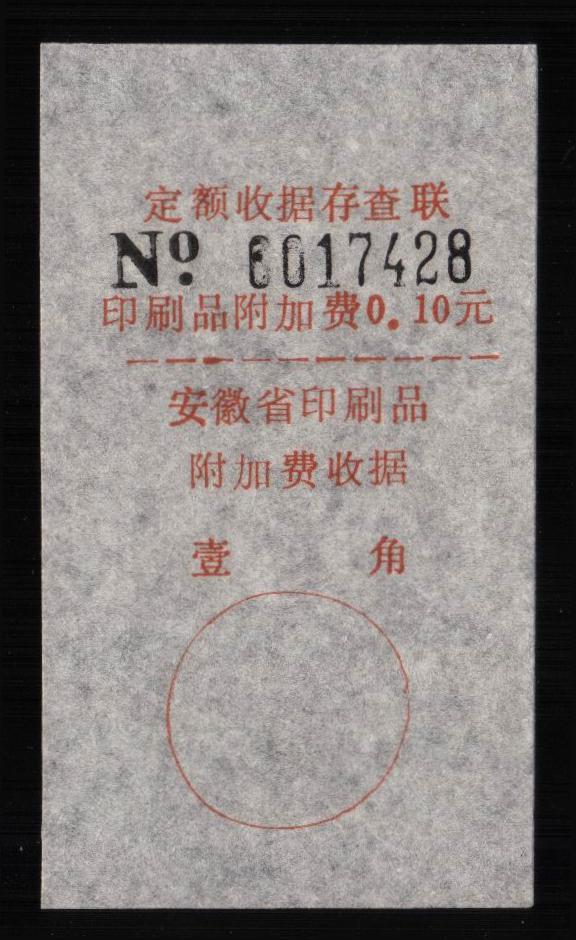 定额收据存查联
Nº 6017428
印刷品附加费0.10元
安徽省印刷品
附加费收据
壹 角